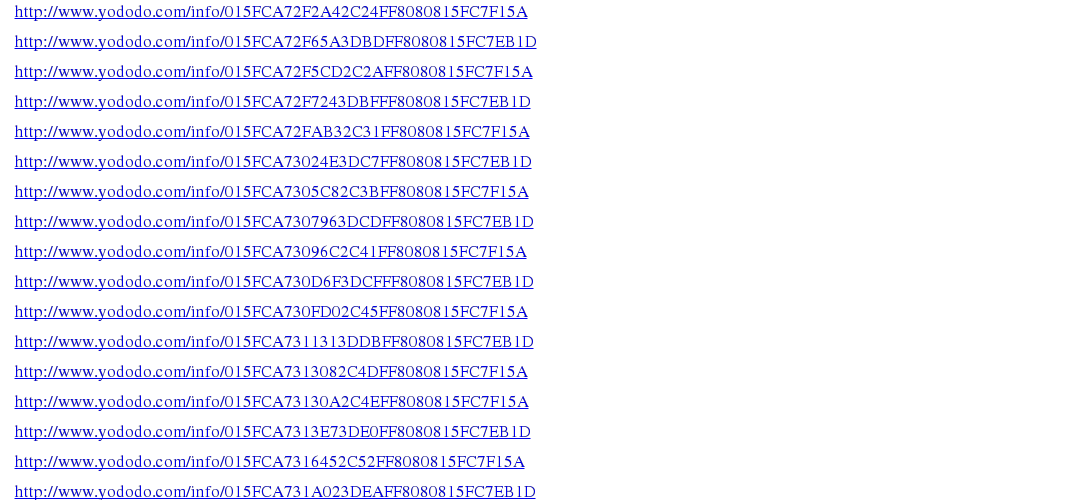 http://www.yododo.com/info/015FCA72F2A42C24FF8080815FC7F15A
http://www.yododo.com/info/015FCA72F65A3DBDFF8080815FC7EB1D
http://www.yododo.com/info/015FCA72F5CD2C2AFF8080815FC7F15A
http://www.yododo.com/info/015FCA72F7243DBFFF8080815FC7EB1D
http://www.yododo.com/info/015FCA72FAB32C31FF8080815FC7F15A
http://www.yododo.com/info/015FCA73024E3DC7FF8080815FC7EB1D
http://www.yododo.com/info/015FCA7305C82C3BFF8080815FC7F15A
http://www.yododo.com/info/015FCA7307963DCDFF8080815FC7EB1D
http://www.yododo.com/info/015FCA73096C2C41FF8080815FC7F15A
http://www.yododo.com/info/015FCA730D6F3DCFFF8080815FC7EB1D
http://www.yododo.com/info/015FCA730FD02C45FF8080815FC7F15A
http://www.yododo.com/info/015FCA7311313DDBFF8080815FC7EB1D
http://www.yododo.com/info/015FCA7313082C4DFF8080815FC7F15A
http://www.yododo.com/info/015FCA73130A2C4EFF8080815FC7F15A
http://www.yododo.com/info/015FCA7313E73DE0FF8080815FC7EB1D
http://www.yododo.com/info/015FCA7316452C52FF8080815FC7F15A
http://www.yododo.com/info/015FCA731A023DEAFF8080815FC7EB1D